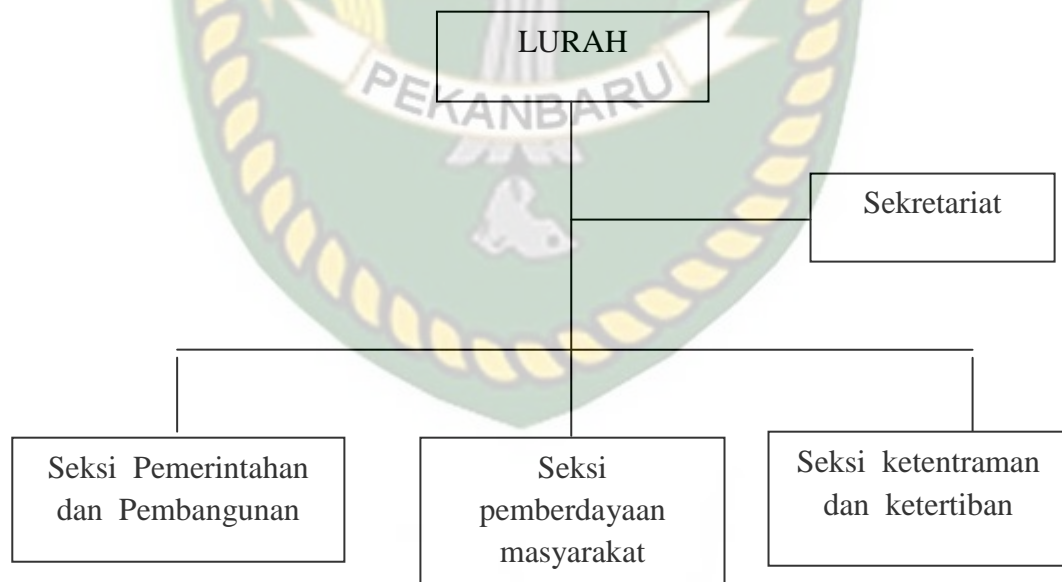 LURAH
PEKANBARU
Sekretariat
Seksi Pemerintahan
dan Pembangunan
Seksi
pemberdayaan
masyarakat
Seksi ketentraman
dan ketertiban